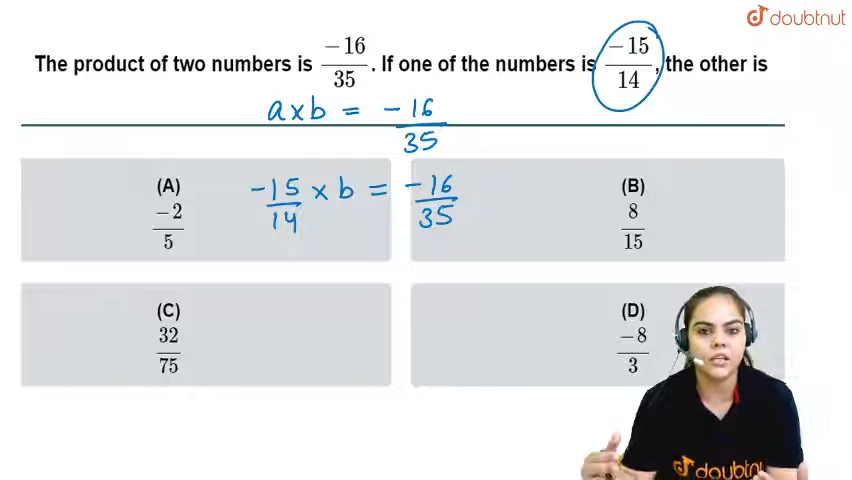 doubtnut
The product of two numbers is -16/35. If one of the numbers is -15/14, the other is
a x b = -16/35
(A) -2/5
-15/14 x b = -16/35
(B) 8/15
(C) 32/75
(D) -8/3
doubtnut